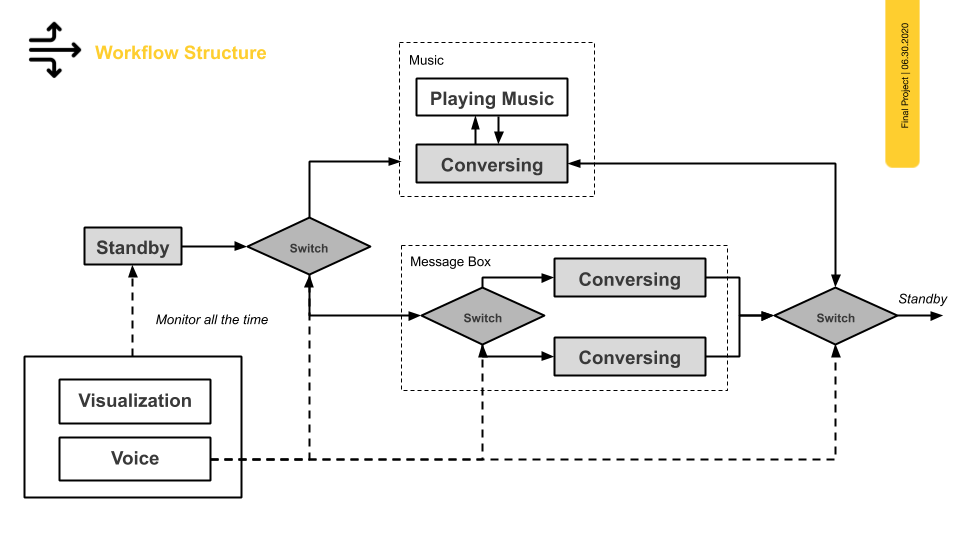 Workflow Structure
Final Project | 06.30.2020
Music
Playing Music
Conversing
Standby
Switch
Message Box
Conversing
Switch
Conversing
Switch
Standby
Monitor all the time
Visualization
Voice